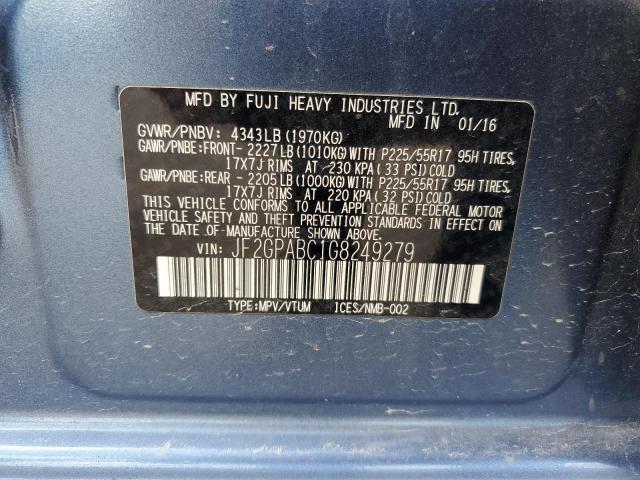 MFD BY FUJI HEAVY INDUSTRIES LTD.
MFD IN 01/16
GVWR/PNBV: 4343LB(1970KG)
GAWR/PNBE:FRONT- 2227LB(1010KG)WITH P225/55R17 95H TIRES,
17X7J RIMS AT 230 KPA(33 PSI)COLD
GAWR/PNBE:REAR - 2205LB(1000KG)WITH P225/55R17 95H TIRES,
17X7J RIMS AT 220 KPA(32 PSI)COLD
THIS VEHICLE CONFORMS TO ALL APPLICABLE FEDERAL MOTOR
VEHICLE SAFETY AND THEFT PREVENTION STANDARDS IN EFFECT
ON THE DATE OF MANUFACTURE SHOWN ABOVE.
VIN: JF2GPABC1G8249279
TYPE:MPV/VTUM ICES/NMB-002